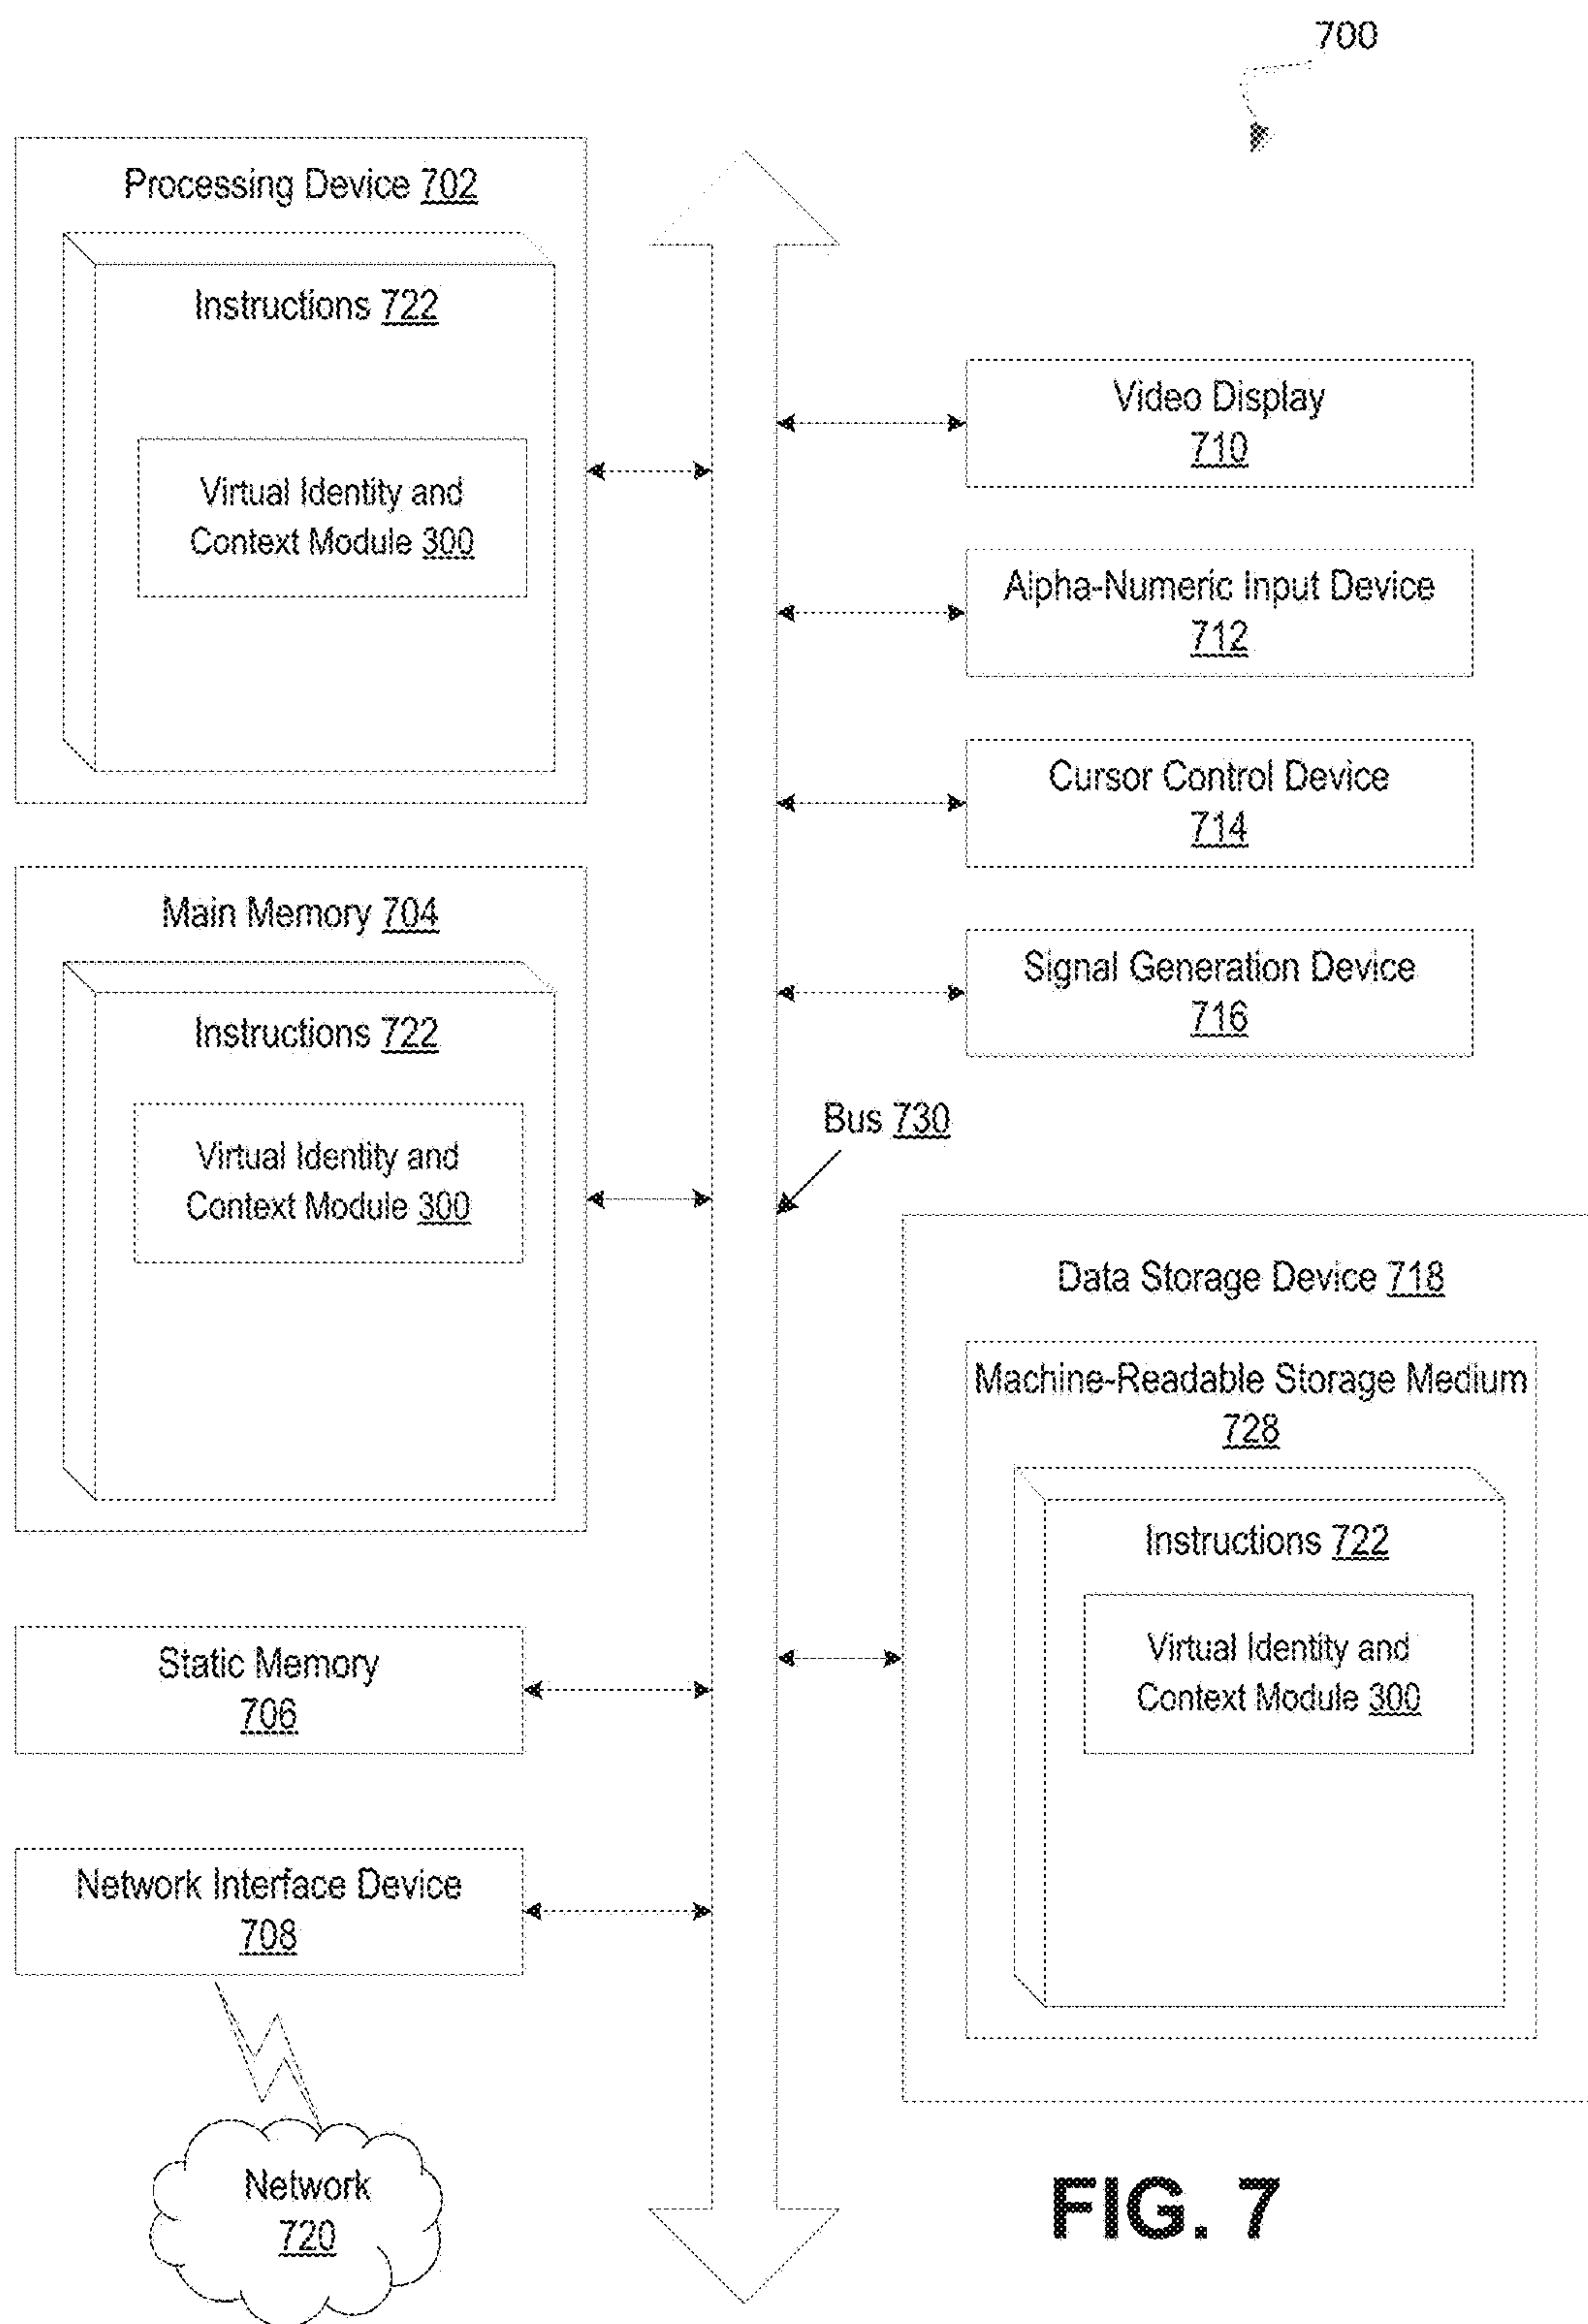 700
Processing Device 702
Instructions 722
Virtual Identity and
Context Module 300
Video Display
710
Alpha-Numeric Input Device
712
Cursor Control Device
714
Signal Generation Device
716
Main Memory 704
Instructions 722
Virtual Identity and
Context Module 300
Bus 730
Data Storage Device 718
Machine-Readable Storage Medium
728
Instructions 722
Virtual Identity and
Context Module 300
Static Memory
706
Network Interface Device
708
Network
720
FIG. 7